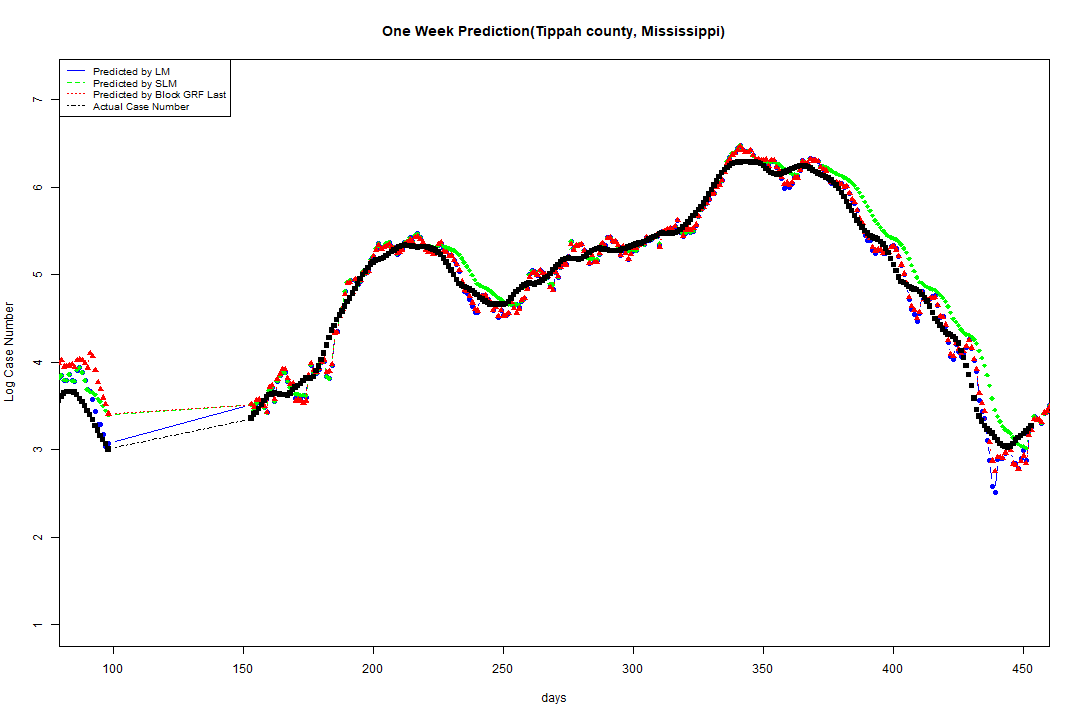 One Week Prediction(Tippah county, Mississippi)
Predicted by LM
Predicted by SLM
Predicted by Block GRF Last
Actual Case Number
7
6
5
4
3
2
1
Log Case Number
100 150 200 250 300 350 400 450
days